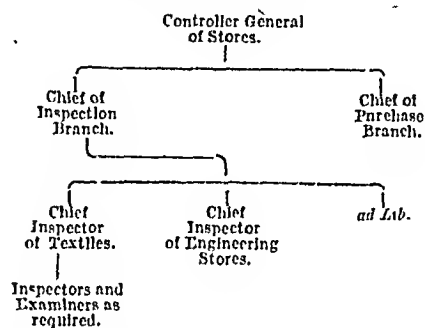 Controller General
of Stores.
Chief of
Inspection
Branch.
Chief of
Purchase
Branch.
Chief
Inspector
of Textiles.
Chief
Inspector
of Engineering
Stores.
ad Lib.
Inspectors and
Examiners as
required.